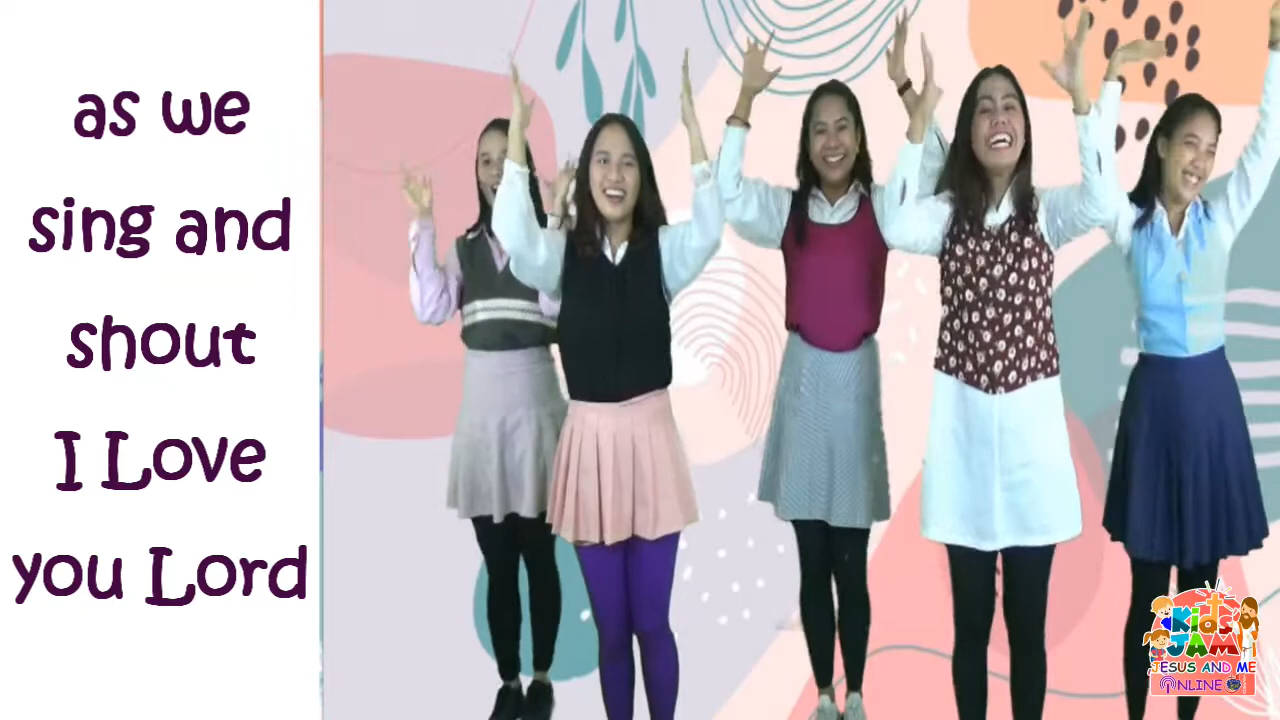 as we
sing and
shout
I Love
you Lord
Kids
JAM
JESUS AND ME
ONLINE